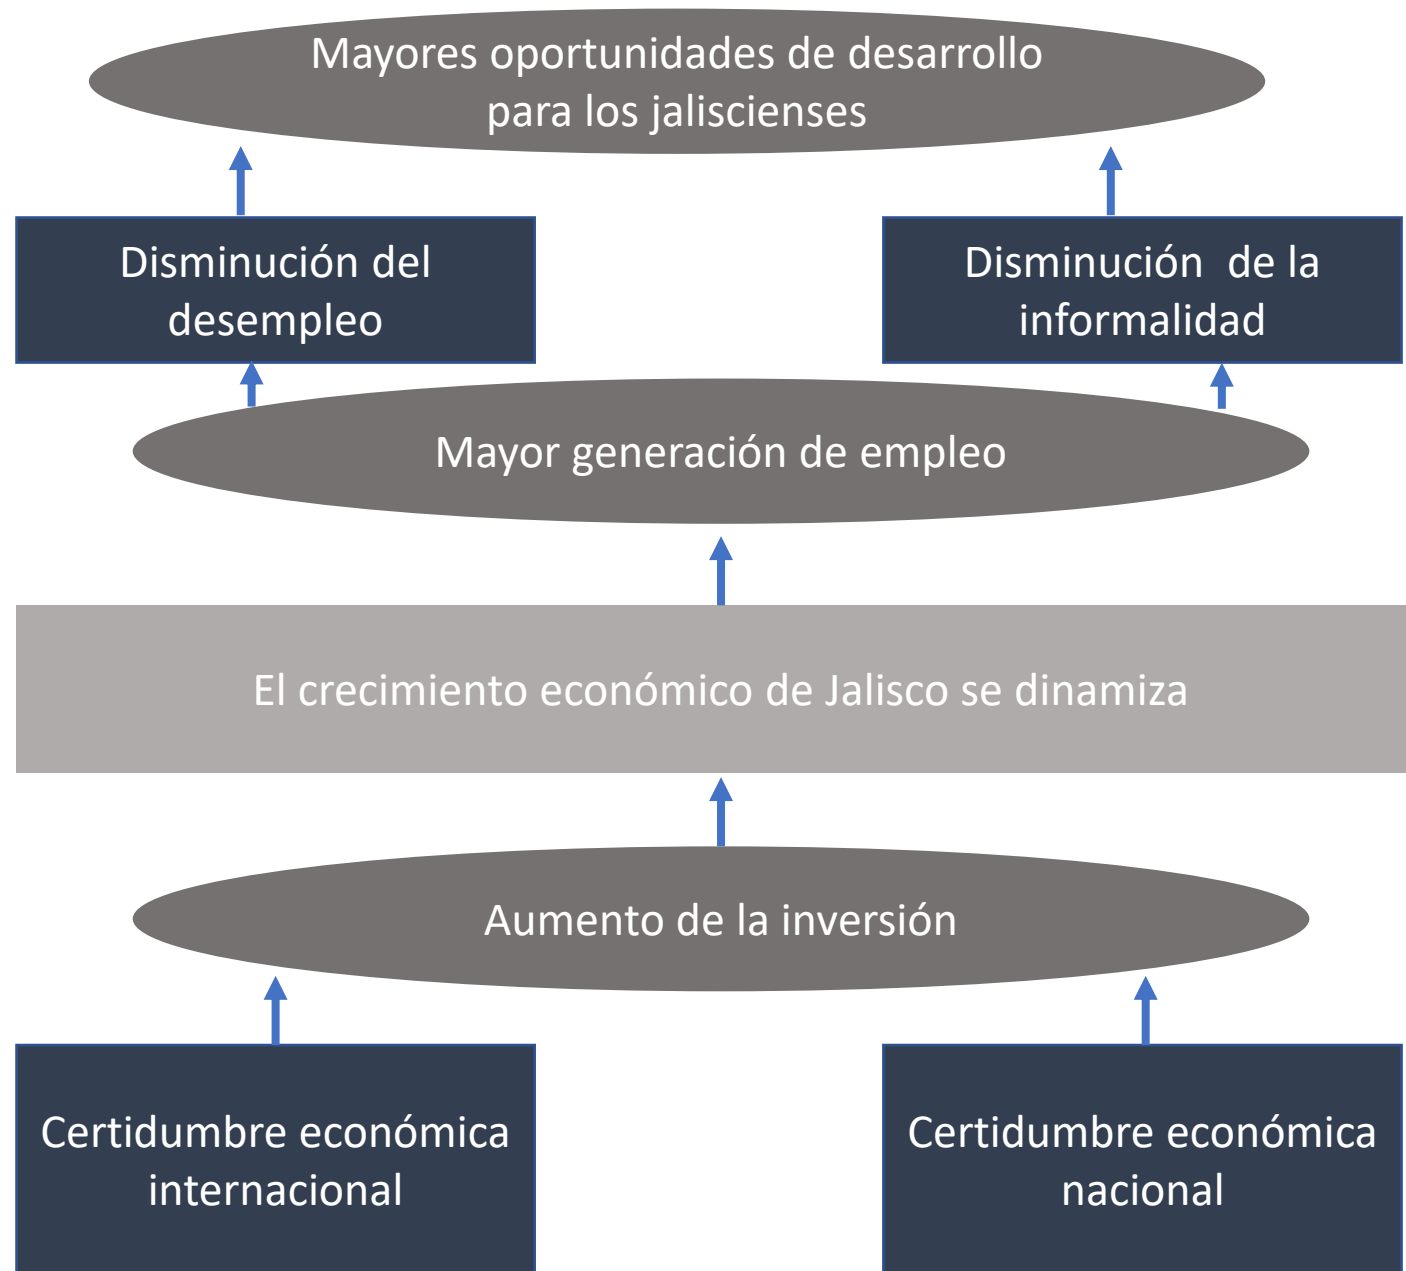 Mayores oportunidades de desarrollo
para los jaliscienses
Disminución del
desempleo
Disminución  de la
informalidad
Mayor generación de empleo
El crecimiento económico de Jalisco se dinamiza
Aumento de la inversión
Certidumbre económica
internacional
Certidumbre económica
nacional